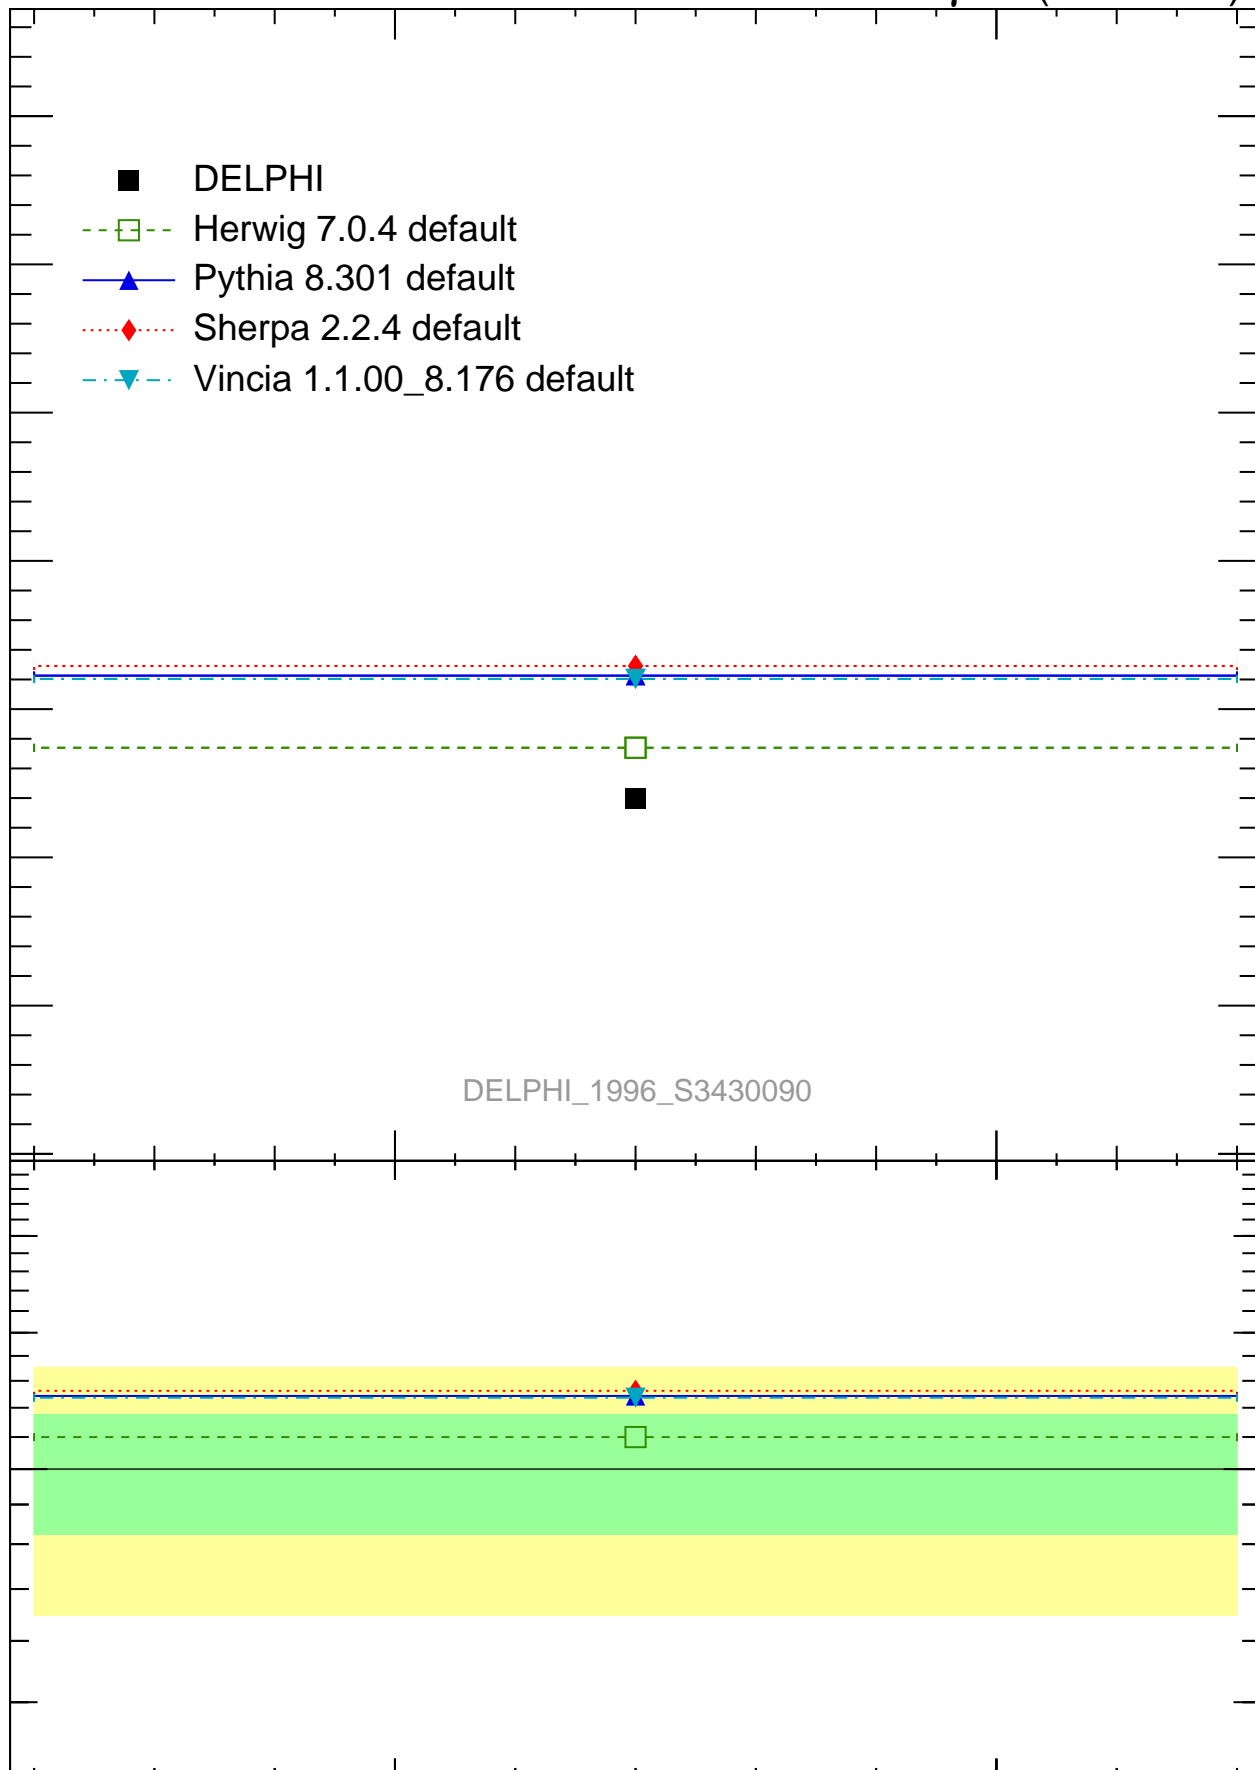 DELPHI
Herwig 7.0.4 default
Pythia 8.301 default
Sherpa 2.2.4 default
Vincia 1.1.00_8.176 default
DELPHI_1996_S3430090